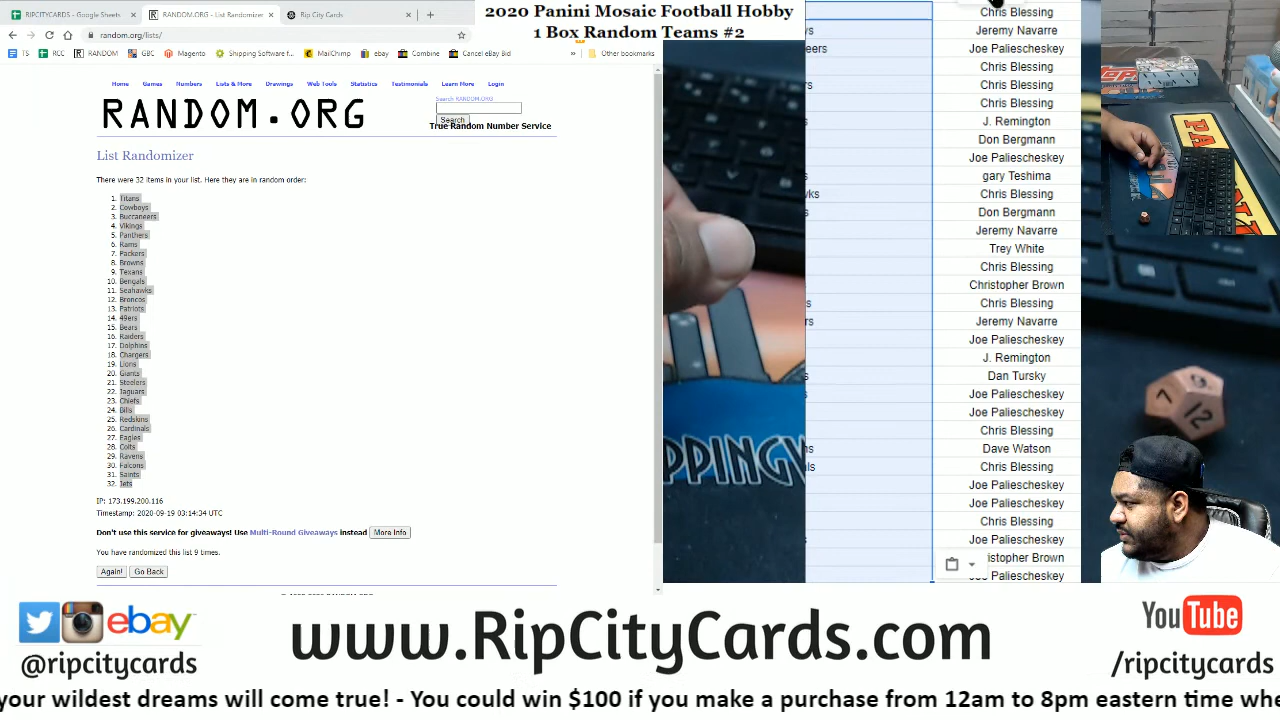 RIPCITYCARDS - Google Sheets
RANDOM.ORG - List Randomizer
Rip City Cards
random.org/lists/
TS
RCC
RANDOM
GBC
Magento
Shipping Software f...
MailChimp
ebay
Combine
Cancel eBay Bid
»
Other bookmarks
2020 Panini Mosaic Football Hobby
1 Box Random Teams #2
Home Games Numbers Lists & More Drawings Web Tools Statistics Testimonials Learn More Login
RANDOM.ORG
Search RANDOM.ORG
Search
True Random Number Service
List Randomizer
There were 32 items in your list. Here they are in random order:
1. Titans
2. Cowboys
3. Buccaneers
4. Vikings
5. Panthers
6. Rams
7. Packers
8. Browns
9. Texans
10. Bengals
11. Seahawks
12. Broncos
13. Patriots
14. 49ers
15. Bears
16. Raiders
17. Dolphins
18. Chargers
19. Lions
20. Giants
21. Steelers
22. Jaguars
23. Chiefs
24. Bills
25. Redskins
26. Cardinals
27. Eagles
28. Colts
29. Ravens
30. Falcons
31. Saints
32. Jets
IP: 173.199.200.116
Timestamp: 2020-09-19 03:14:34 UTC
Don't use this service for giveaways! Use Multi-Round Giveaways instead
More Info
You have randomized this list 9 times.
Again!
Go Back
Chris Blessing
Jeremy Navarre
Joe Paliescheskey
Chris Blessing
Chris Blessing
Chris Blessing
J. Remington
Don Bergmann
Joe Paliescheskey
gary Teshima
Chris Blessing
Don Bergmann
Jeremy Navarre
Trey White
Chris Blessing
Christopher Brown
Chris Blessing
Jeremy Navarre
Joe Paliescheskey
J. Remington
Dan Tursky
Joe Paliescheskey
Joe Paliescheskey
Chris Blessing
Dave Watson
Chris Blessing
Joe Paliescheskey
Joe Paliescheskey
Chris Blessing
Joe Paliescheskey
istopher Brown
Paliescheskey
PPINGW
7
12
ebay
@ripcitycards
www.RipCityCards.com
YouTube
/ripcitycards
your wildest dreams will come true! - You could win $100 if you make a purchase from 12am to 8pm eastern time whe